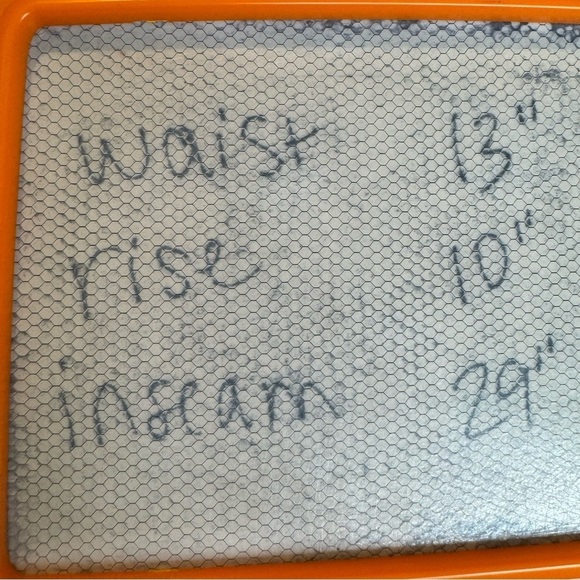 waist 13"
rise 10"
inseam 29"